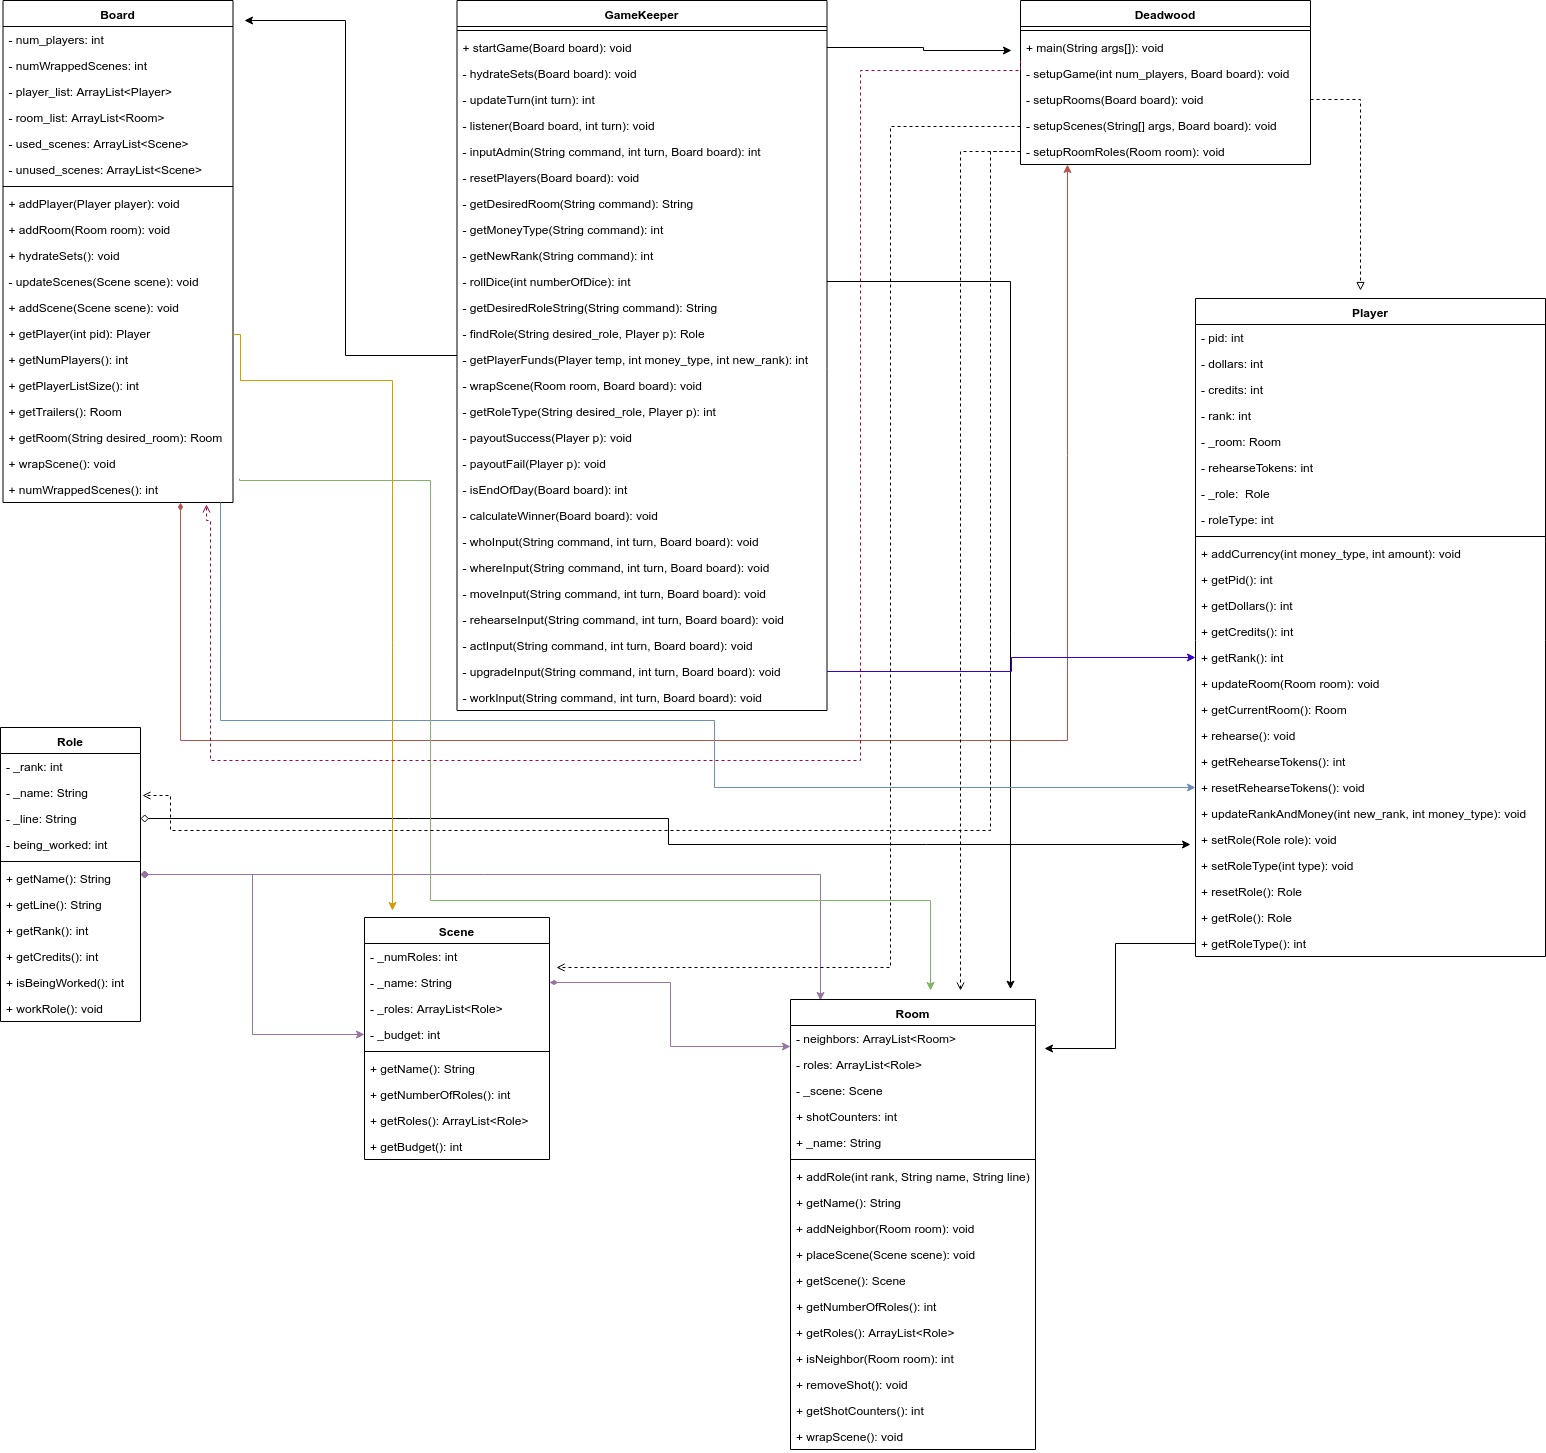 Board
- num_players: int
- numWrappedScenes: int
- player_list: ArrayList<Player>
- room_list: ArrayList<Room>
- used_scenes: ArrayList<Scene>
- unused_scenes: ArrayList<Scene>
+ addPlayer(Player player): void
+ addRoom(Room room): void
+ hydrateSets(): void
- updateScenes(Scene scene): void
+ addScene(Scene scene): void
+ getPlayer(int pid): Player
+ getNumPlayers(): int
+ getPlayerListSize(): int
+ getTrailers(): Room
+ getRoom(String desired_room): Room
+ wrapScene(): void
+ numWrappedScenes(): int
GameKeeper
+ startGame(Board board): void
- hydrateSets(Board board): void
- updateTurn(int turn): int
- listener(Board board, int turn): void
- inputAdmin(String command, int turn, Board board): int
- resetPlayers(Board board): void
- getDesiredRoom(String command): String
- getMoneyType(String command): int
- getNewRank(String command): int
- rollDice(int numberOfDice): int
- getDesiredRoleString(String command): String
- findRole(String desired_role, Player p): Role
- getPlayerFunds(Player temp, int money_type, int new_rank): int
- wrapScene(Room room, Board board): void
- getRoleType(String desired_role, Player p): int
- payoutSuccess(Player p): void
- payoutFail(Player p): void
- isEndOfDay(Board board): int
- calculateWinner(Board board): void
- whoInput(String command, int turn, Board board): void
- whereInput(String command, int turn, Board board): void
- moveInput(String command, int turn, Board board): void
- rehearseInput(String command, int turn, Board board): void
- actInput(String command, int turn, Board board): void
- upgradeInput(String command, int turn, Board board): void
- workInput(String command, int turn, Board board): void
Deadwood
+ main(String args[]): void
- setupGame(int num_players, Board board): void
- setupRooms(Board board): void
- setupScenes(String[] args, Board board): void
- setupRoomRoles(Room room): void
Player
- pid: int
- dollars: int
- credits: int
- rank: int
- _room: Room
- rehearseTokens: int
- _role:  Role
- roleType: int
+ addCurrency(int money_type, int amount): void
+ getPid(): int
+ getDollars(): int
+ getCredits(): int
+ getRank(): int
+ updateRoom(Room room): void
+ getCurrentRoom(): Room
+ rehearse(): void
+ getRehearseTokens(): int
+ resetRehearseTokens(): void
+ updateRankAndMoney(int new_rank, int money_type): void
+ setRole(Role role): void
+ setRoleType(int type): void
+ resetRole(): Role
+ getRole(): Role
+ getRoleType(): int
Role
- _rank: int
- _name: String
- _line: String
- being_worked: int
+ getName(): String
+ getLine(): String
+ getRank(): int
+ getCredits(): int
+ isBeingWorked(): int
+ workRole(): void
Scene
- _numRoles: int
- _name: String
- _roles: ArrayList<Role>
- _budget: int
+ getName(): String
+ getNumberOfRoles(): int
+ getRoles(): ArrayList<Role>
+ getBudget(): int
Room
- neighbors: ArrayList<Room>
- roles: ArrayList<Role>
- _scene: Scene
+ shotCounters: int
+ _name: String
+ addRole(int rank, String name, String line)
+ getName(): String
+ addNeighbor(Room room): void
+ placeScene(Scene scene): void
+ getScene(): Scene
+ getNumberOfRoles(): int
+ getRoles(): ArrayList<Role>
+ isNeighbor(Room room): int
+ removeShot(): void
+ getShotCounters(): int
+ wrapScene(): void